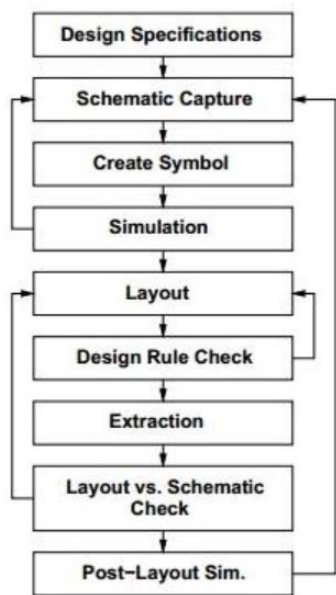 Design Specifications
Schematic Capture
Create Symbol
Simulation
Layout
Design Rule Check
Extraction
Layout vs. Schematic
Check
Post−Layout Sim.